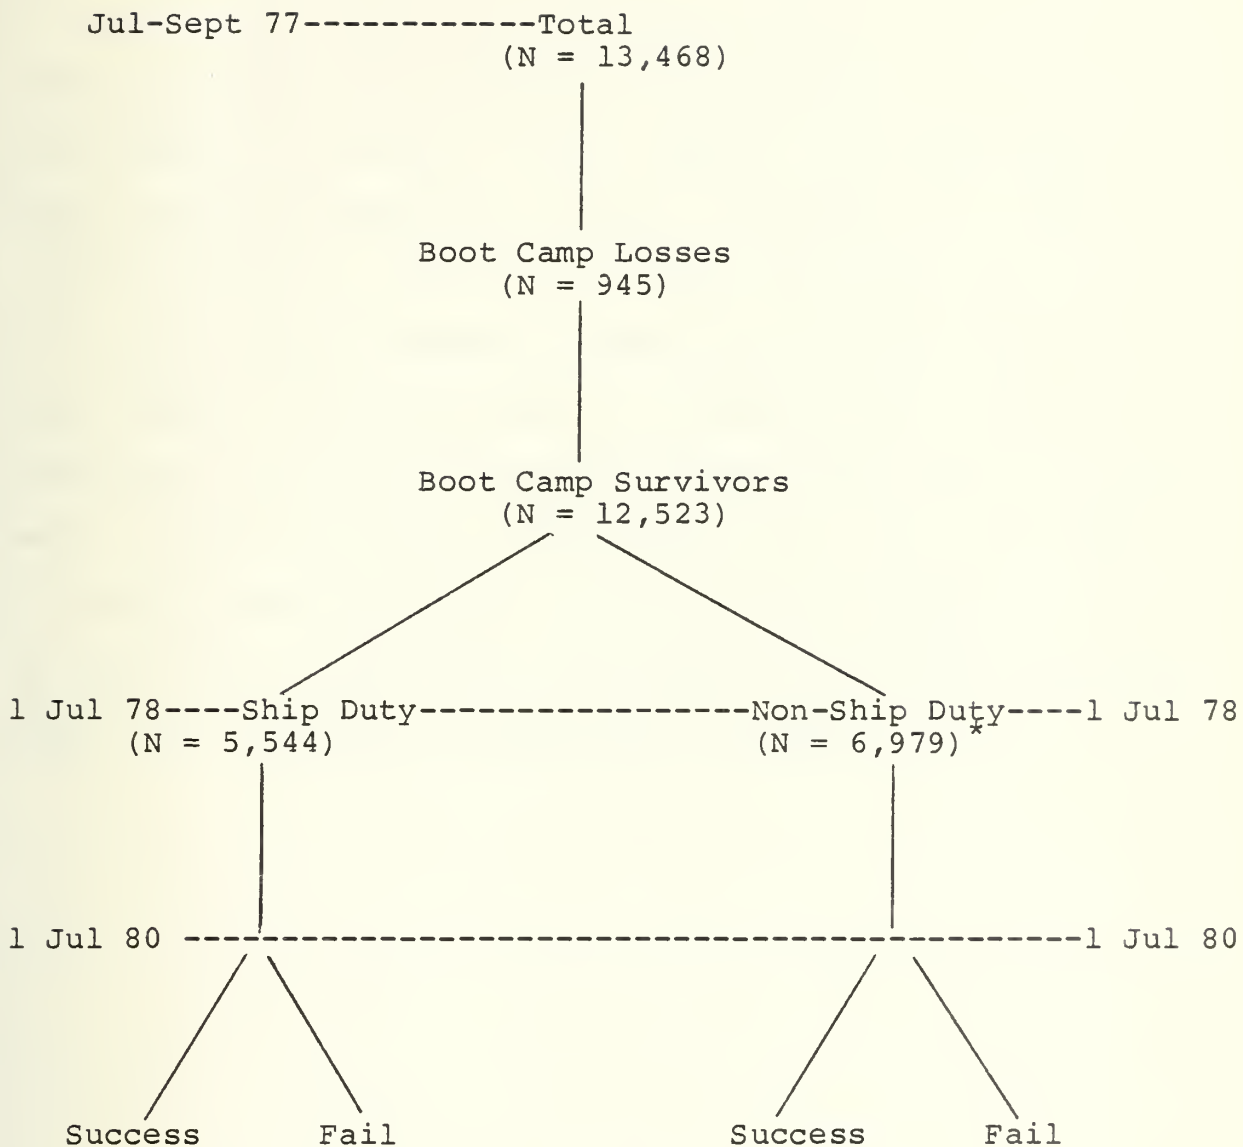 Jul-Sept 77------------Total
(N = 13,468)
Boot Camp Losses
(N = 945)
Boot Camp Survivors
(N = 12,523)
1 Jul 78----Ship Duty-----------------Non-Ship Duty----1 Jul 78
(N = 5,544) (N = 6,979)*
1 Jul 80 -----------------------------------------------1 Jul 80
Success Fail Success Fail